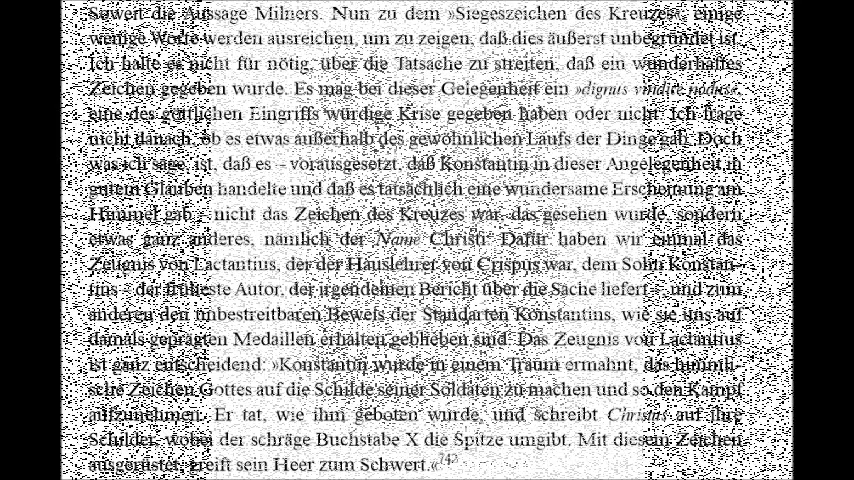 Soweit die Aussage Milners. Nun zu dem »Siegeszeichen des Kreuzes«, einige
wenige Worte werden ausreichen, um zu zeigen, daß dies äußerst unbegründet ist.
Ich halte es nicht für nötig, über die Tatsache zu streiten, daß ein wunderhaftes
Zeichen gegeben wurde. Es mag bei dieser Gelegenheit ein »dignus vindice nodus«,
eine des göttlichen Eingriffs würdige Krise gegeben haben oder nicht. Ich frage
nicht danach, ob es etwas außerhalb des gewöhnlichen Laufs der Dinge gab. Doch
was ich sage, ist, daß es – vorausgesetzt, daß Konstantin in dieser Angelegenheit in
gutem Glauben handelte und daß es tatsächlich eine wundersame Erscheinung am
Himmel gab – nicht das Zeichen des Kreuzes war, das gesehen wurde, sondern
etwas ganz anderes, nämlich der Name Christi. Dafür haben wir einmal das
Zeugnis von Lactantius, der der Hauslehrer von Crispus war, dem Sohn Konstan-
tins – der früheste Autor, der irgendeinen Bericht über die Sache liefert –, und zum
anderen den unbestreitbaren Beweis der Standarten Konstantins, wie sie uns auf
damals geprägten Medaillen erhalten geblieben sind. Das Zeugnis von Lactantius
ist ganz entscheidend: »Konstantin wurde in einem Traum ermahnt, das himmli-
sche Zeichen Gottes auf die Schilde seiner Soldaten zu machen und so den Kampf
aufzunehmen. Er tat, wie ihm geboten wurde, und schreibt Christus auf ihre
Schilder, wobei der schräge Buchstabe X die Spitze umgibt. Mit diesem Zeichen
ausgerüstet, greift sein Heer zum Schwert.«743